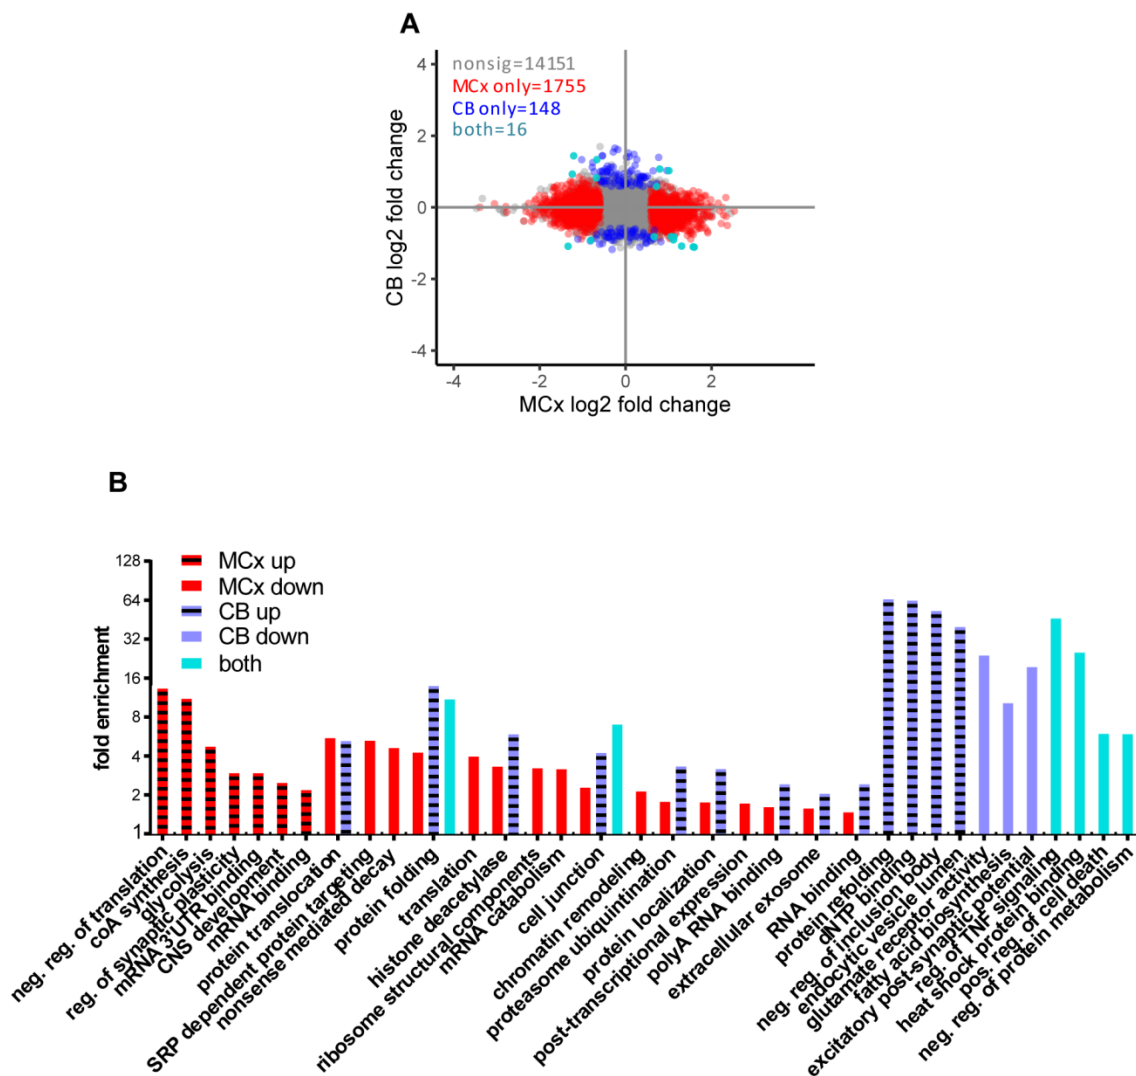 A
nonsig=14151
MCx only=1755
CB only=148
both=16
4
2
0
-2
-4
CB log2 fold change
-4
-2
0
2
MCx log2 fold change
B
MCx up
MCx down
CB up
CB down
both
128
64
32
16
8
4
2
1
fold enrichment
neg. reg. of translation
coA synthesis
glycolysis
reg. of synaptic plasticity
mRNA 3'UTR binding
CNS development
mRNA binding
protein translocation
SRP dependent protein targeting
nonsense mediated decay
protein folding
translation
histone deacetylase
ribosome structural components
mRNA catabolism
cell junction
chromatin remodeling
proteasome ubiquintination
protein localization
post-transcriptional expression
polyA RNA binding
extracellular exosome
RNA binding
protein refolding
dNTP binding
neg. reg. of inclusion body
endocytic vesicle lumen
glutamate receptor activity
fatty acid biosynthesis
excitatory post-synaptic potential
reg. of TNF signaling
heat shock protein binding
pos. reg. of cell death
neg. reg. of protein metabolism